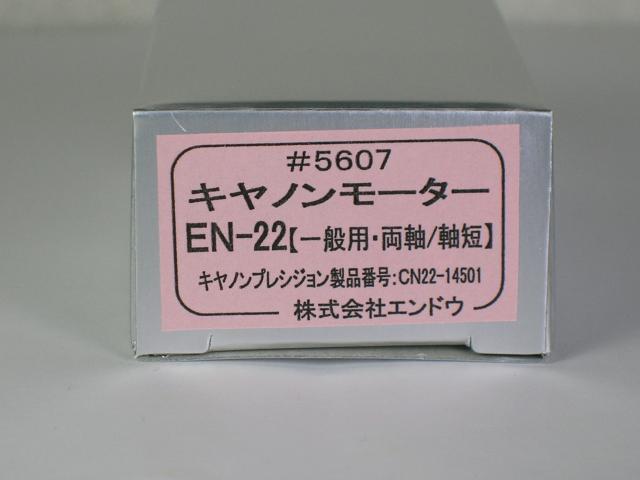 #5607
キヤノンモーター
EN-22【一般用・両軸/軸短】
キヤノンプレシジョン製品番号:CN22-14501
株式会社エンドウ